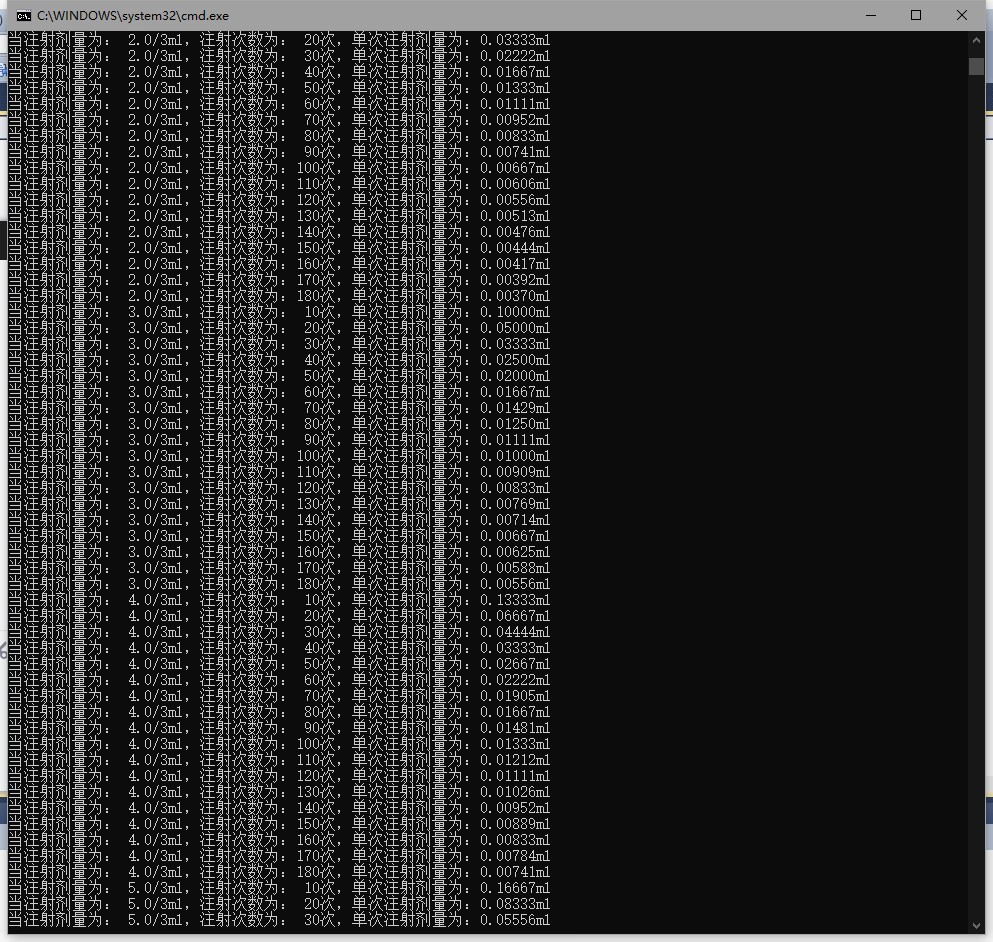 C:\WINDOWS\system32\cmd.exe
当注射剂量为： 2.0/3ml，注射次数为： 20次，单次注射剂量为：0.03333ml
当注射剂量为： 2.0/3ml，注射次数为： 30次，单次注射剂量为：0.02222ml
当注射剂量为： 2.0/3ml，注射次数为： 40次，单次注射剂量为：0.01667ml
当注射剂量为： 2.0/3ml，注射次数为： 50次，单次注射剂量为：0.01333ml
当注射剂量为： 2.0/3ml，注射次数为： 60次，单次注射剂量为：0.01111ml
当注射剂量为： 2.0/3ml，注射次数为： 70次，单次注射剂量为：0.00952ml
当注射剂量为： 2.0/3ml，注射次数为： 80次，单次注射剂量为：0.00833ml
当注射剂量为： 2.0/3ml，注射次数为： 90次，单次注射剂量为：0.00741ml
当注射剂量为： 2.0/3ml，注射次数为：100次，单次注射剂量为：0.00667ml
当注射剂量为： 2.0/3ml，注射次数为：110次，单次注射剂量为：0.00606ml
当注射剂量为： 2.0/3ml，注射次数为：120次，单次注射剂量为：0.00556ml
当注射剂量为： 2.0/3ml，注射次数为：130次，单次注射剂量为：0.00513ml
当注射剂量为： 2.0/3ml，注射次数为：140次，单次注射剂量为：0.00476ml
当注射剂量为： 2.0/3ml，注射次数为：150次，单次注射剂量为：0.00444ml
当注射剂量为： 2.0/3ml，注射次数为：160次，单次注射剂量为：0.00417ml
当注射剂量为： 2.0/3ml，注射次数为：170次，单次注射剂量为：0.00392ml
当注射剂量为： 2.0/3ml，注射次数为：180次，单次注射剂量为：0.00370ml
当注射剂量为： 3.0/3ml，注射次数为： 10次，单次注射剂量为：0.10000ml
当注射剂量为： 3.0/3ml，注射次数为： 20次，单次注射剂量为：0.05000ml
当注射剂量为： 3.0/3ml，注射次数为： 30次，单次注射剂量为：0.03333ml
当注射剂量为： 3.0/3ml，注射次数为： 40次，单次注射剂量为：0.02500ml
当注射剂量为： 3.0/3ml，注射次数为： 50次，单次注射剂量为：0.02000ml
当注射剂量为： 3.0/3ml，注射次数为： 60次，单次注射剂量为：0.01667ml
当注射剂量为： 3.0/3ml，注射次数为： 70次，单次注射剂量为：0.01429ml
当注射剂量为： 3.0/3ml，注射次数为： 80次，单次注射剂量为：0.01250ml
当注射剂量为： 3.0/3ml，注射次数为： 90次，单次注射剂量为：0.01111ml
当注射剂量为： 3.0/3ml，注射次数为：100次，单次注射剂量为：0.01000ml
当注射剂量为： 3.0/3ml，注射次数为：110次，单次注射剂量为：0.00909ml
当注射剂量为： 3.0/3ml，注射次数为：120次，单次注射剂量为：0.00833ml
当注射剂量为： 3.0/3ml，注射次数为：130次，单次注射剂量为：0.00769ml
当注射剂量为： 3.0/3ml，注射次数为：140次，单次注射剂量为：0.00714ml
当注射剂量为： 3.0/3ml，注射次数为：150次，单次注射剂量为：0.00667ml
当注射剂量为： 3.0/3ml，注射次数为：160次，单次注射剂量为：0.00625ml
当注射剂量为： 3.0/3ml，注射次数为：170次，单次注射剂量为：0.00588ml
当注射剂量为： 3.0/3ml，注射次数为：180次，单次注射剂量为：0.00556ml
当注射剂量为： 4.0/3ml，注射次数为： 10次，单次注射剂量为：0.13333ml
当注射剂量为： 4.0/3ml，注射次数为： 20次，单次注射剂量为：0.06667ml
当注射剂量为： 4.0/3ml，注射次数为： 30次，单次注射剂量为：0.04444ml
当注射剂量为： 4.0/3ml，注射次数为： 40次，单次注射剂量为：0.03333ml
当注射剂量为： 4.0/3ml，注射次数为： 50次，单次注射剂量为：0.02667ml
当注射剂量为： 4.0/3ml，注射次数为： 60次，单次注射剂量为：0.02222ml
当注射剂量为： 4.0/3ml，注射次数为： 70次，单次注射剂量为：0.01905ml
当注射剂量为： 4.0/3ml，注射次数为： 80次，单次注射剂量为：0.01667ml
当注射剂量为： 4.0/3ml，注射次数为： 90次，单次注射剂量为：0.01481ml
当注射剂量为： 4.0/3ml，注射次数为：100次，单次注射剂量为：0.01333ml
当注射剂量为： 4.0/3ml，注射次数为：110次，单次注射剂量为：0.01212ml
当注射剂量为： 4.0/3ml，注射次数为：120次，单次注射剂量为：0.01111ml
当注射剂量为： 4.0/3ml，注射次数为：130次，单次注射剂量为：0.01026ml
当注射剂量为： 4.0/3ml，注射次数为：140次，单次注射剂量为：0.00952ml
当注射剂量为： 4.0/3ml，注射次数为：150次，单次注射剂量为：0.00889ml
当注射剂量为： 4.0/3ml，注射次数为：160次，单次注射剂量为：0.00833ml
当注射剂量为： 4.0/3ml，注射次数为：170次，单次注射剂量为：0.00784ml
当注射剂量为： 4.0/3ml，注射次数为：180次，单次注射剂量为：0.00741ml
当注射剂量为： 5.0/3ml，注射次数为： 10次，单次注射剂量为：0.16667ml
当注射剂量为： 5.0/3ml，注射次数为： 20次，单次注射剂量为：0.08333ml
当注射剂量为： 5.0/3ml，注射次数为： 30次，单次注射剂量为：0.05556ml